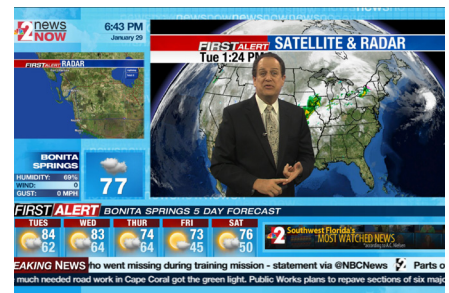 2 news
NOW
6:43 PM
January 29
FIRST ALERT RADAR
FIRST ALERT SATELLITE & RADAR
Tue 1:24 PM
BONITA
SPRINGS
HUMIDITY: 69%
WIND: 0
GUST: 0 MPH
77
FIRST ALERT BONITA SPRINGS 5 DAY FORECAST
TUES WED THUR FRI SAT
84 83 74 73 76
62 64 64 45 50
2 Southwest Florida's
MOST WATCHED NEWS
EAKING NEWS who went missing during training mission - statement via @NBCNews 2 Parts o
much needed road work in Cape Coral got the green light. Public Works plans to repave sections of six majo